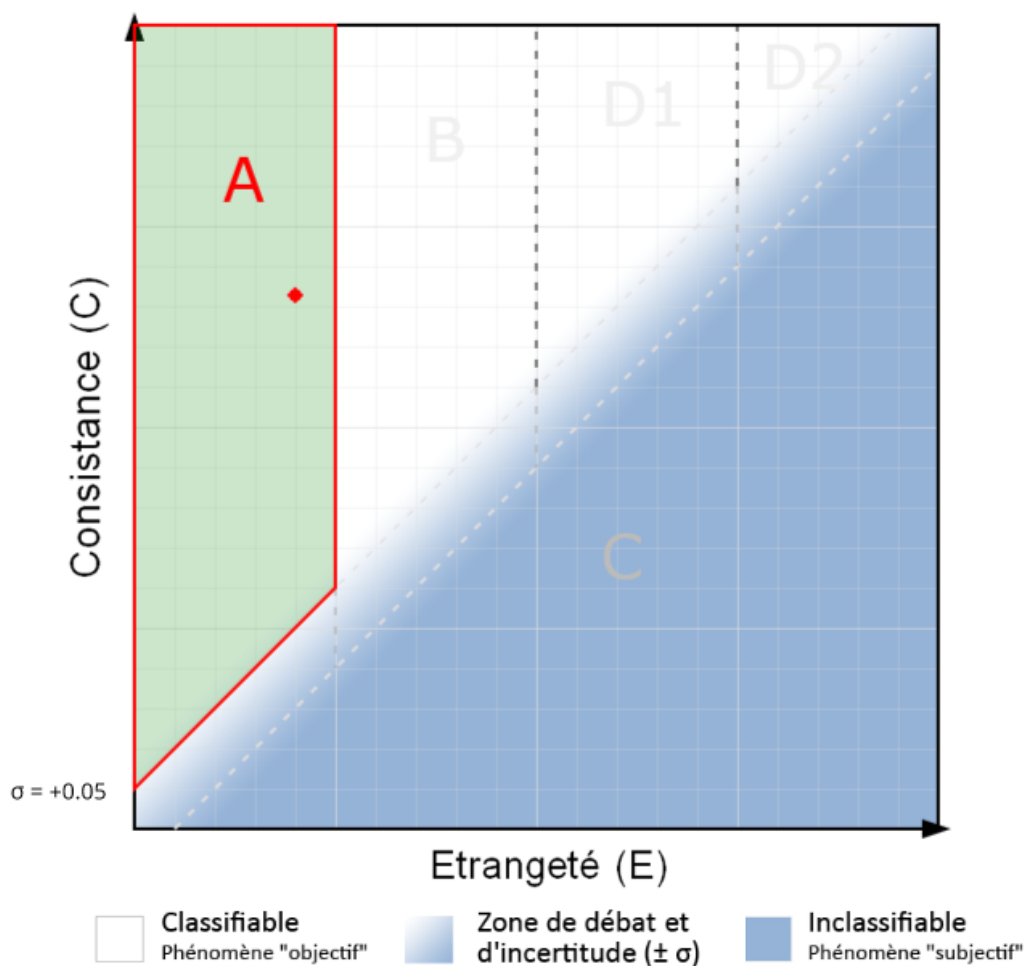 A
B
D1
D2
C
Consistance (C)
σ = +0.05
Etrangeté (E)
Classifiable
Phénomène "objectif"
Zone de débat et
d'incertitude (± σ)
Inclassifiable
Phénomène "subjectif"